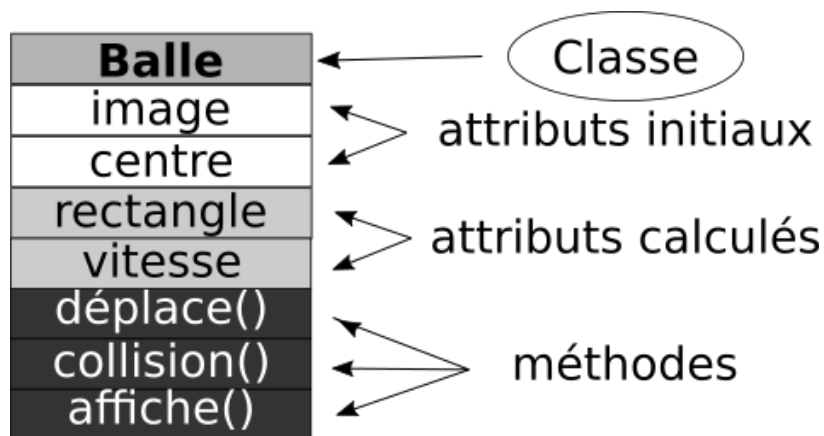 Balle
Classe
image
centre
attributs initiaux
rectangle
vitesse
attributs calculés
déplace()
collision()
affiche()
méthodes